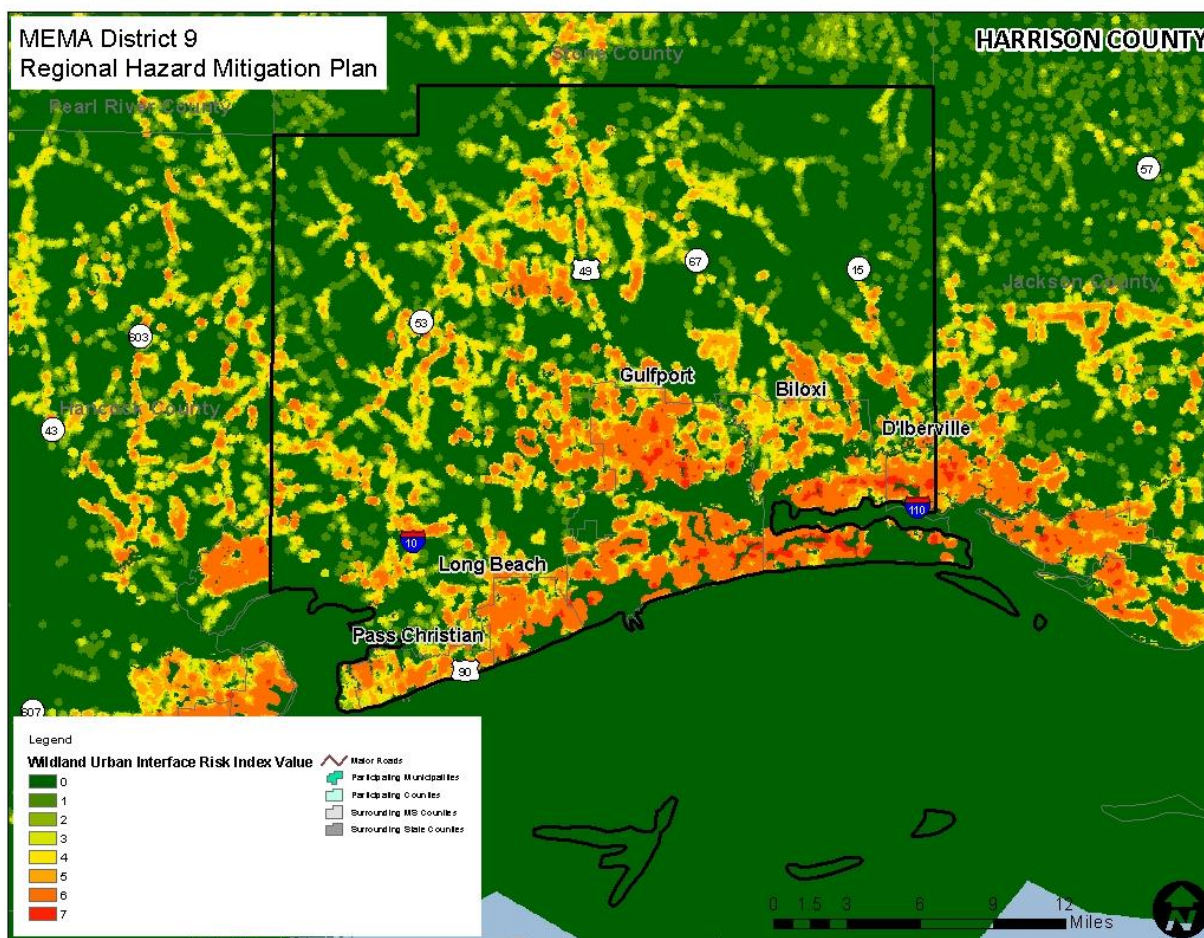 MEMA District 9
Regional Hazard Mitigation Plan
HARRISON COUNTY
Stone County
Pearl River County
57
49
67
15
Jackson County
53
603
Gulfport
Biloxi
Hancock County
43
D'Iberville
110
10
Long Beach
Pass Christian
90
607
Legend
Wildland Urban Interface Risk Index Value
0
1
2
3
4
5
6
7
Major Roads
Participating Municipalities
Participating Counties
Surrounding MS Counties
Surrounding State Counties
0 1.5 3 6 9 12
Miles
N